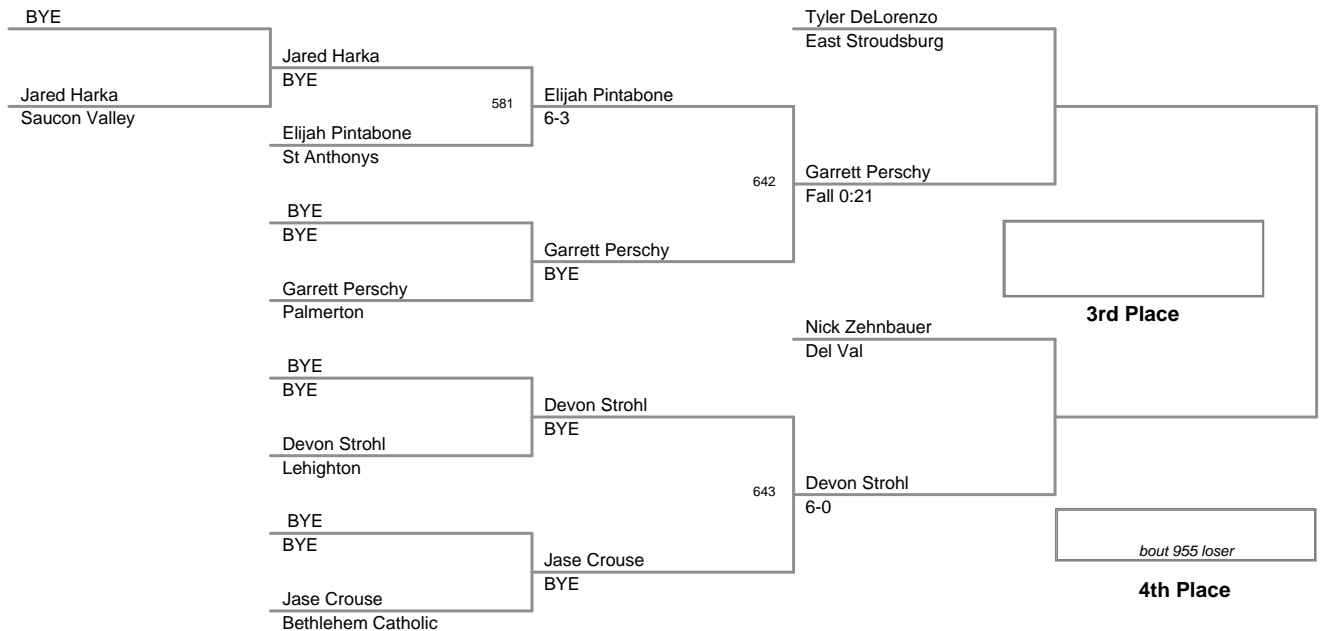 BYE
Jared Harka
Saucon Valley
Jared Harka
BYE
581
Elijah Pintabone
St Anthonys
BYE
BYE
Garrett Perschy
Palmerton
BYE
BYE
Devon Strohl
Lehighton
BYE
BYE
Jase Crouse
Bethlehem Catholic
Elijah Pintabone
6-3
642
Garrett Perschy
BYE
Devon Strohl
BYE
643
Jase Crouse
BYE
Tyler DeLorenzo
East Stroudsburg
Garrett Perschy
Fall 0:21
Nick Zehnbauer
Del Val
Devon Strohl
6-0
3rd Place
bout 955 loser
4th Place